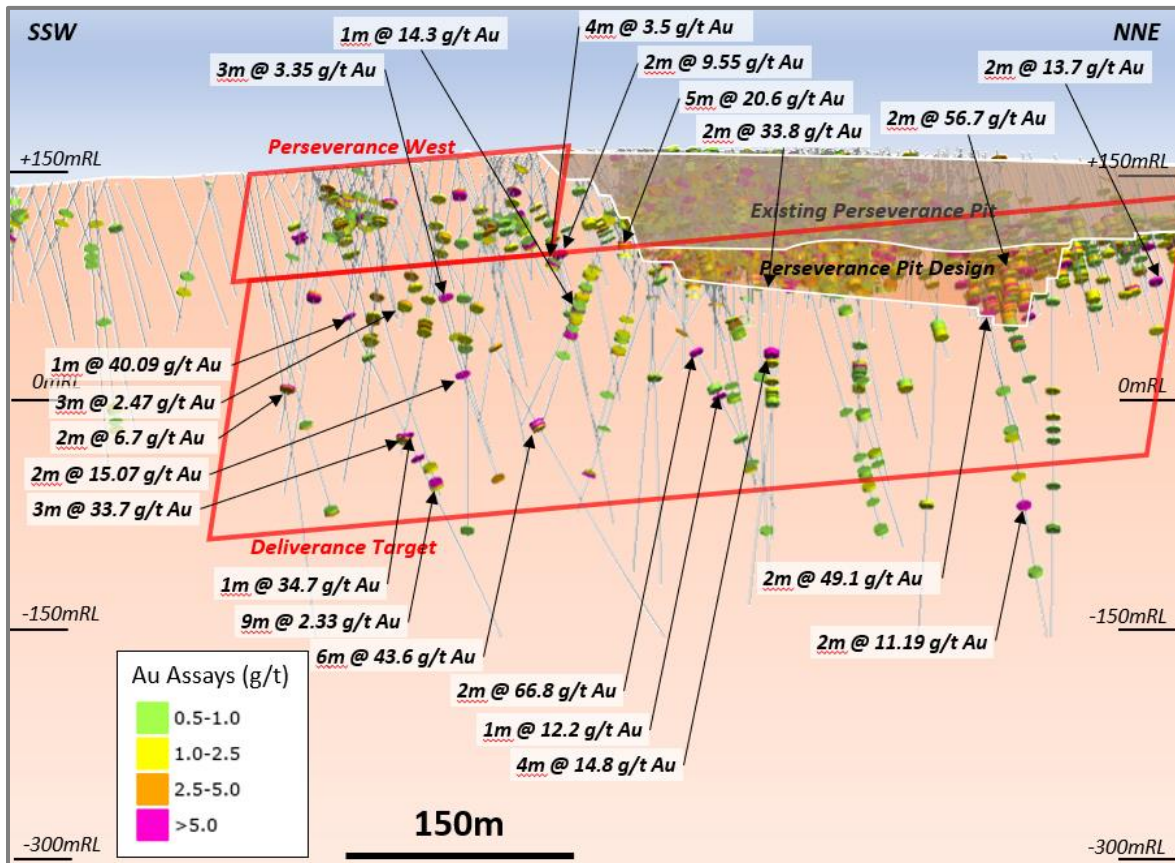 SSW
NNE
1m @ 14.3 g/t Au
4m @ 3.5 g/t Au
3m @ 3.35 g/t Au
2m @ 9.55 g/t Au
2m @ 13.7 g/t Au
5m @ 20.6 g/t Au
2m @ 56.7 g/t Au
2m @ 33.8 g/t Au
Perseverance West
+150mRL
+150mRL
Existing Perseverance Pit
Perseverance Pit Design
1m @ 40.09 g/t Au
0mRL
0mRL
3m @ 2.47 g/t Au
2m @ 6.7 g/t Au
2m @ 15.07 g/t Au
3m @ 33.7 g/t Au
Deliverance Target
1m @ 34.7 g/t Au
2m @ 49.1 g/t Au
9m @ 2.33 g/t Au
-150mRL
-150mRL
6m @ 43.6 g/t Au
2m @ 11.19 g/t Au
2m @ 66.8 g/t Au
1m @ 12.2 g/t Au
4m @ 14.8 g/t Au
Au Assays (g/t)
0.5-1.0
1.0-2.5
2.5-5.0
>5.0
150m
-300mRL
-300mRL